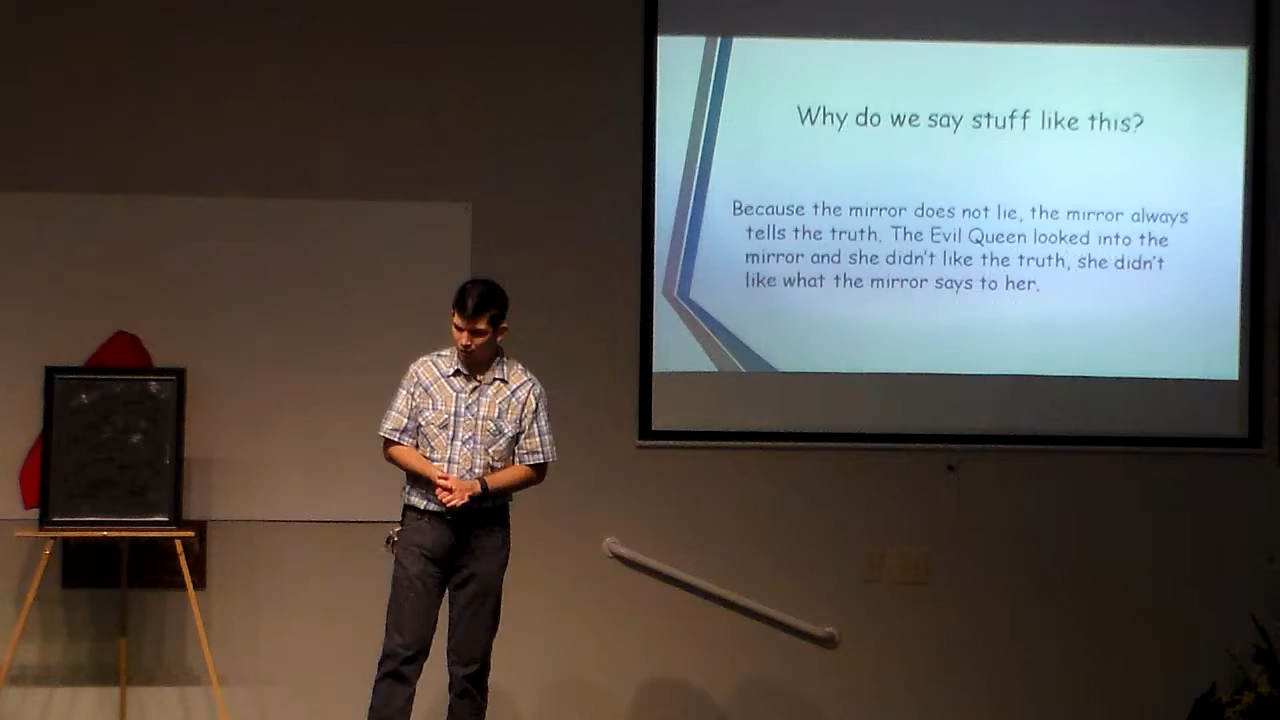 Why do we say stuff like this?
Because the mirror does not lie, the mirror always
tells the truth. The Evil Queen looked into the
mirror and she didn't like the truth, she didn't
like what the mirror says to her.